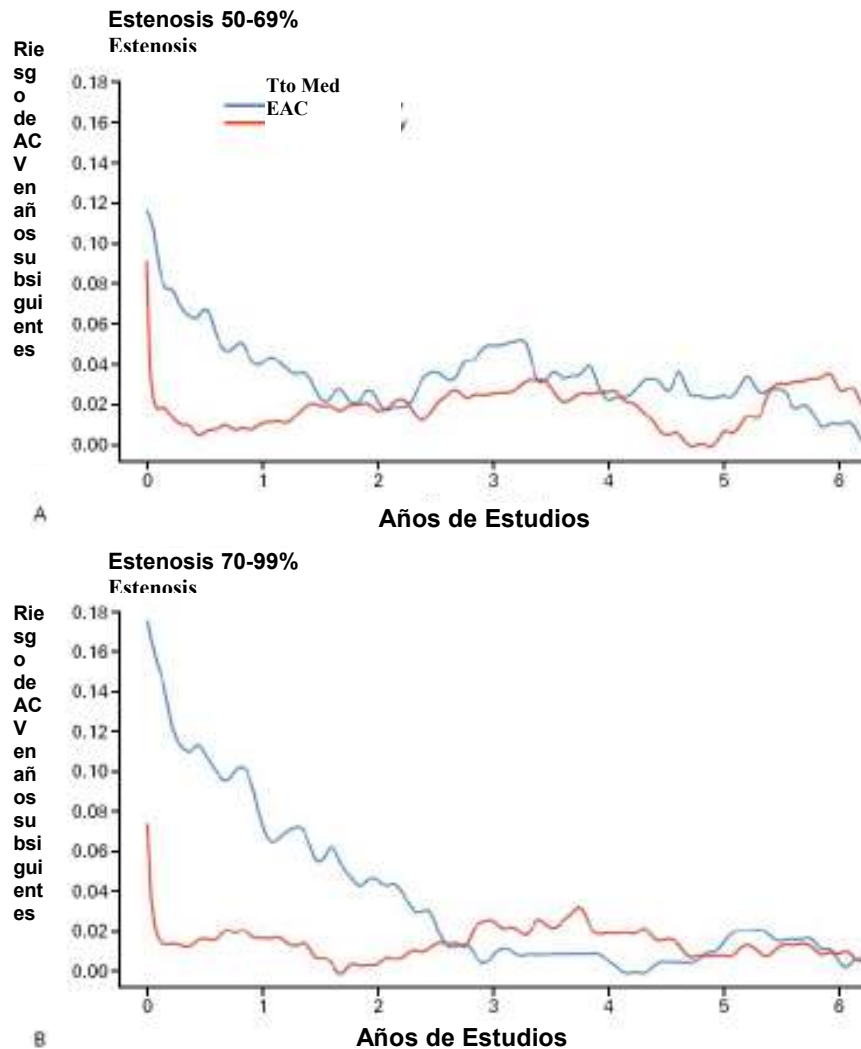 Estenosis 50-69%
Estenosis
Rie
sg
o
de
AC
V
en
añ
os
su
bsi
gui
ent
es
Tto Med
EAC
0.18
0.16
0.14
0.12
0.10
0.08
0.06
0.04
0.02
0.00
0 1 2 3 4 5 6
A
Años de Estudios
Estenosis 70-99%
Estenosis
Rie
sg
o
de
AC
V
en
añ
os
su
bsi
gui
ent
es
0.18
0.16
0.14
0.12
0.10
0.08
0.06
0.04
0.02
0.00
0 1 2 3 4 5 6
B
Años de Estudios